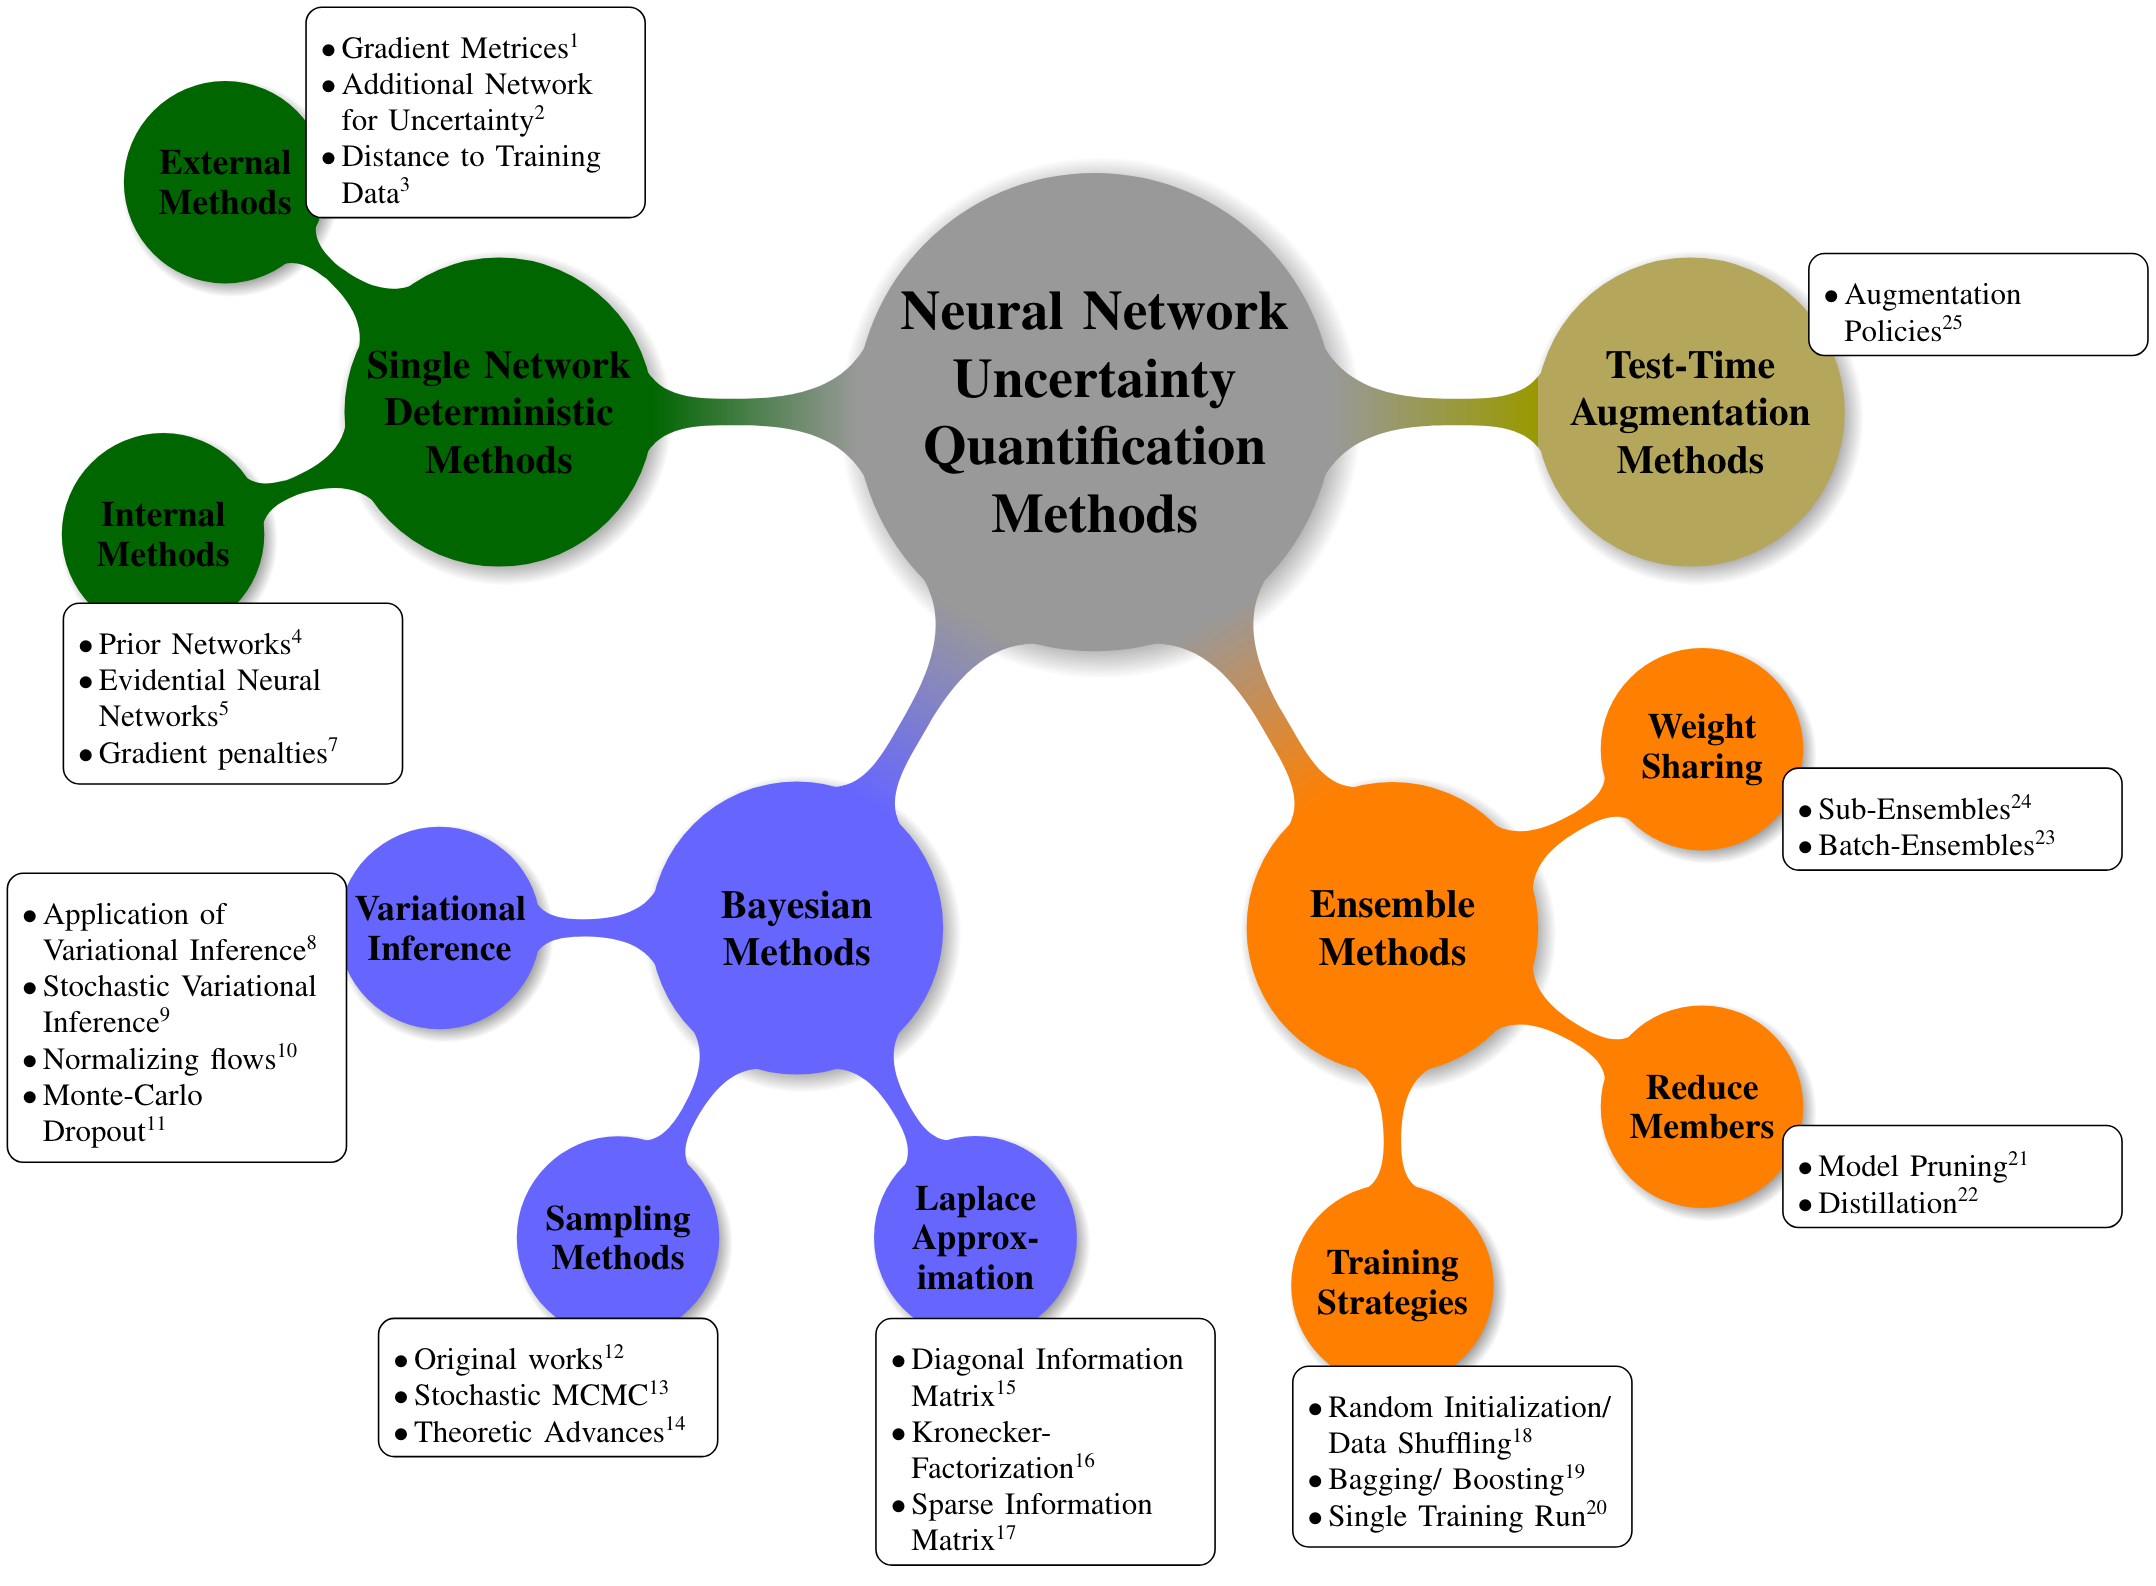 Neural Network
Uncertainty
Quantification
Methods
Single Network
Deterministic
Methods
External
Methods
• Gradient Metrices¹
• Additional Network
for Uncertainty²
• Distance to Training
Data³
Internal
Methods
• Prior Networks⁴
• Evidential Neural
Networks⁵
• Gradient penalties⁷
Bayesian
Methods
Variational
Inference
• Application of
Variational Inference⁸
• Stochastic Variational
Inference⁹
• Normalizing flows¹⁰
• Monte-Carlo
Dropout¹¹
Sampling
Methods
• Original works¹²
• Stochastic MCMC¹³
• Theoretic Advances¹⁴
Laplace
Approx-
imation
• Diagonal Information
Matrix¹⁵
• Kronecker-
Factorization¹⁶
• Sparse Information
Matrix¹⁷
Ensemble
Methods
Training
Strategies
• Random Initialization/
Data Shuffling¹⁸
• Bagging/ Boosting¹⁹
• Single Training Run²⁰
Reduce
Members
• Model Pruning²¹
• Distillation²²
Weight
Sharing
• Sub-Ensembles²⁴
• Batch-Ensembles²³
Test-Time
Augmentation
Methods
• Augmentation
Policies²⁵